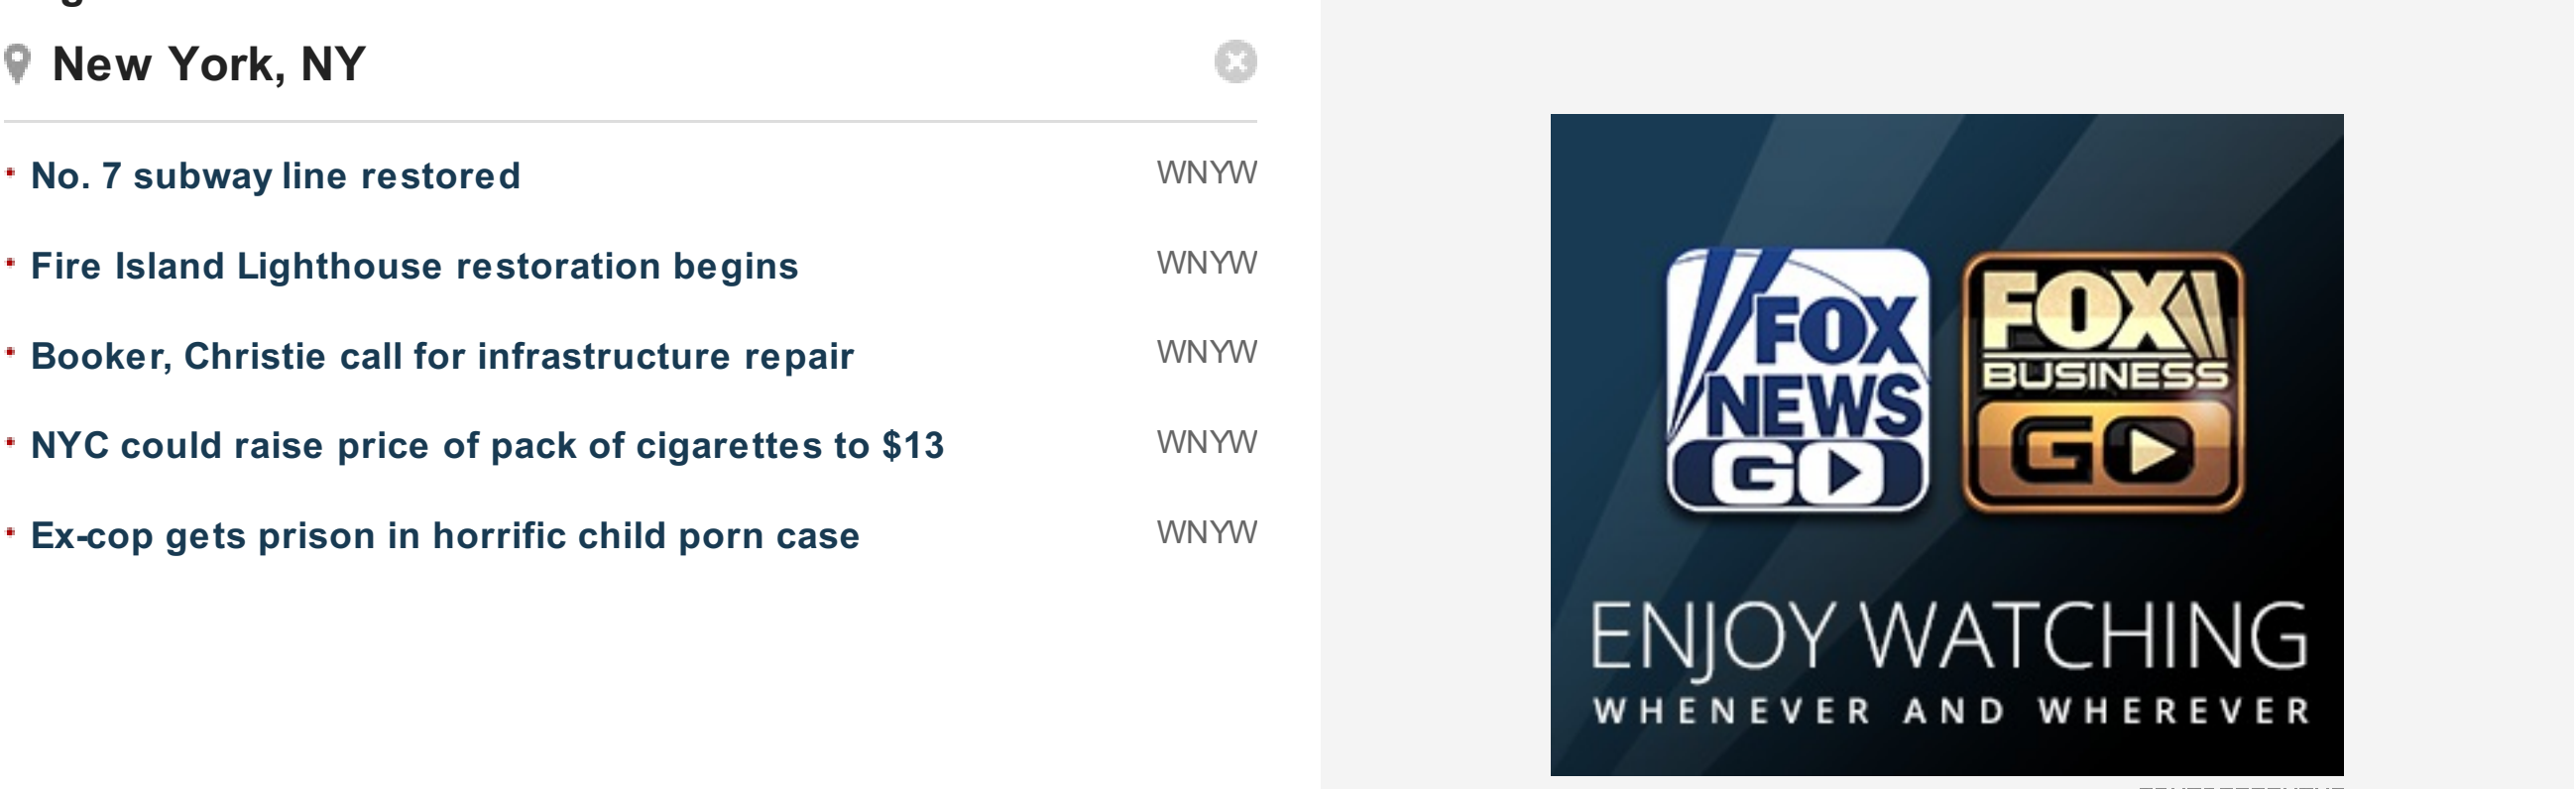 New York, NY
No. 7 subway line restored WNYW
Fire Island Lighthouse restoration begins WNYW
Booker, Christie call for infrastructure repair WNYW
NYC could raise price of pack of cigarettes to $13 WNYW
Ex-cop gets prison in horrific child porn case WNYW
FOX
NEWS
GO
FOX
BUSINESS
GO
ENJOY WATCHING
WHENEVER AND WHEREVER